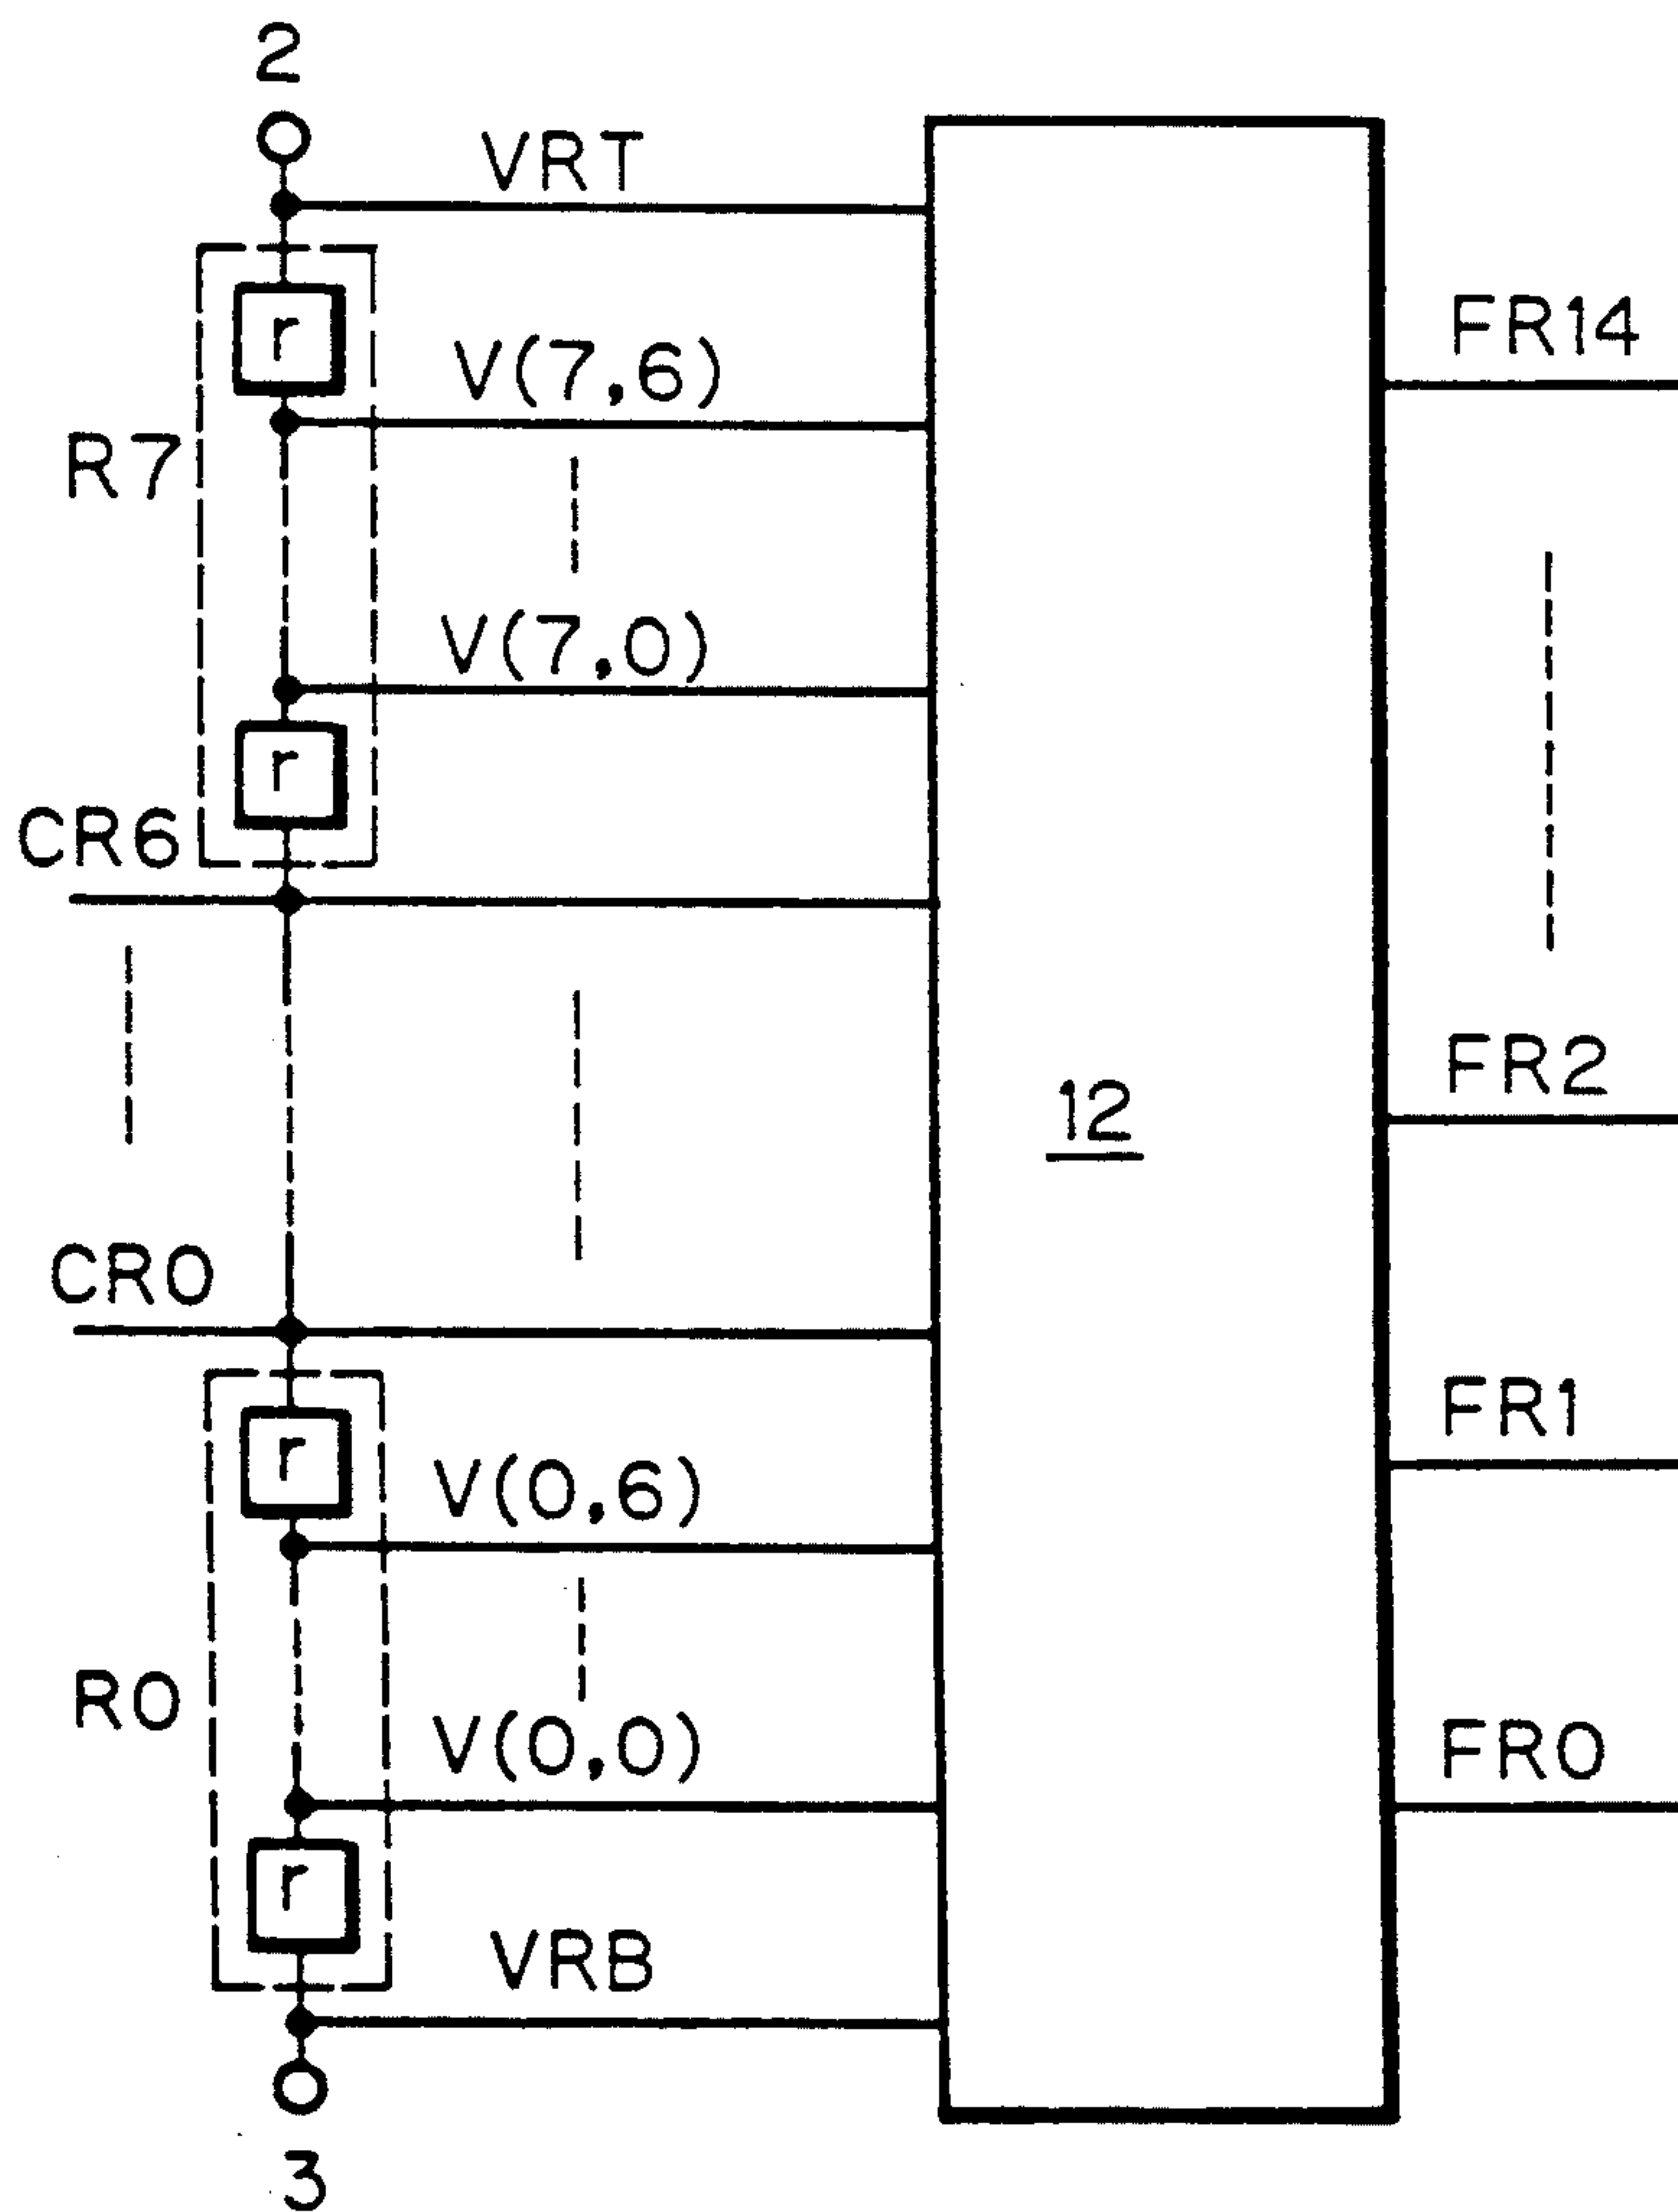 2
VRT
r
FR14
V(7,6)
R7
V(7,0)
r
CR6
FR2
12
CR0
FR1
r
V(0,6)
R0
V(0,0)
FR0
r
VRB
3